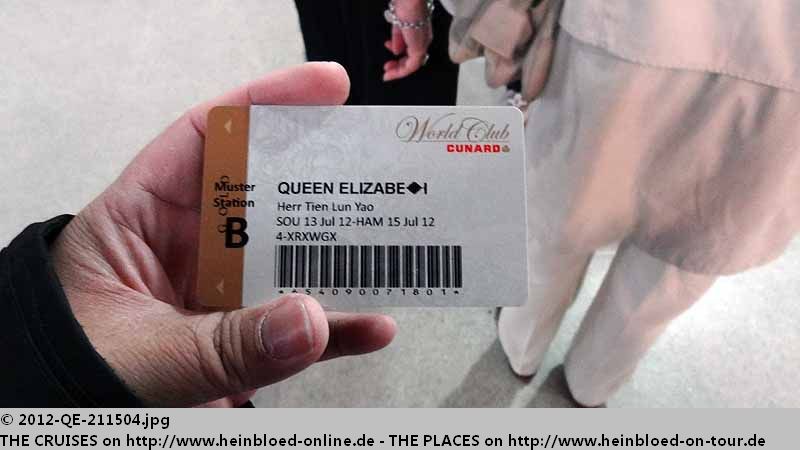 World Club
CUNARD
Muster
Station
B
GOLD
QUEEN ELIZABE
Herr Tien Lun Yao
SOU 13 Jul 12-HAM 15 Jul 12
4-XRXWGX
*454090071801*
© 2012-QE-211504.jpg
THE CRUISES on http://www.heinbloed-online.de - THE PLACES on http://www.heinbloed-on-tour.de